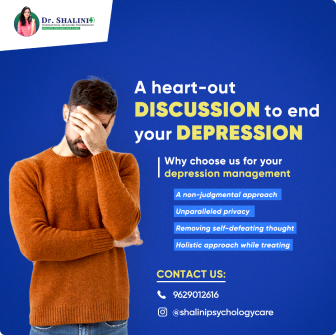 Dr. SHALINI
A heart-out
DISCUSSION to end
your DEPRESSION
Why choose us for your
depression management
A non-judgmental approach
Unparalleled privacy
Removing self-defeating thought
Holistic approach while treating
CONTACT US:
9629012616
@shalinipsychologycare